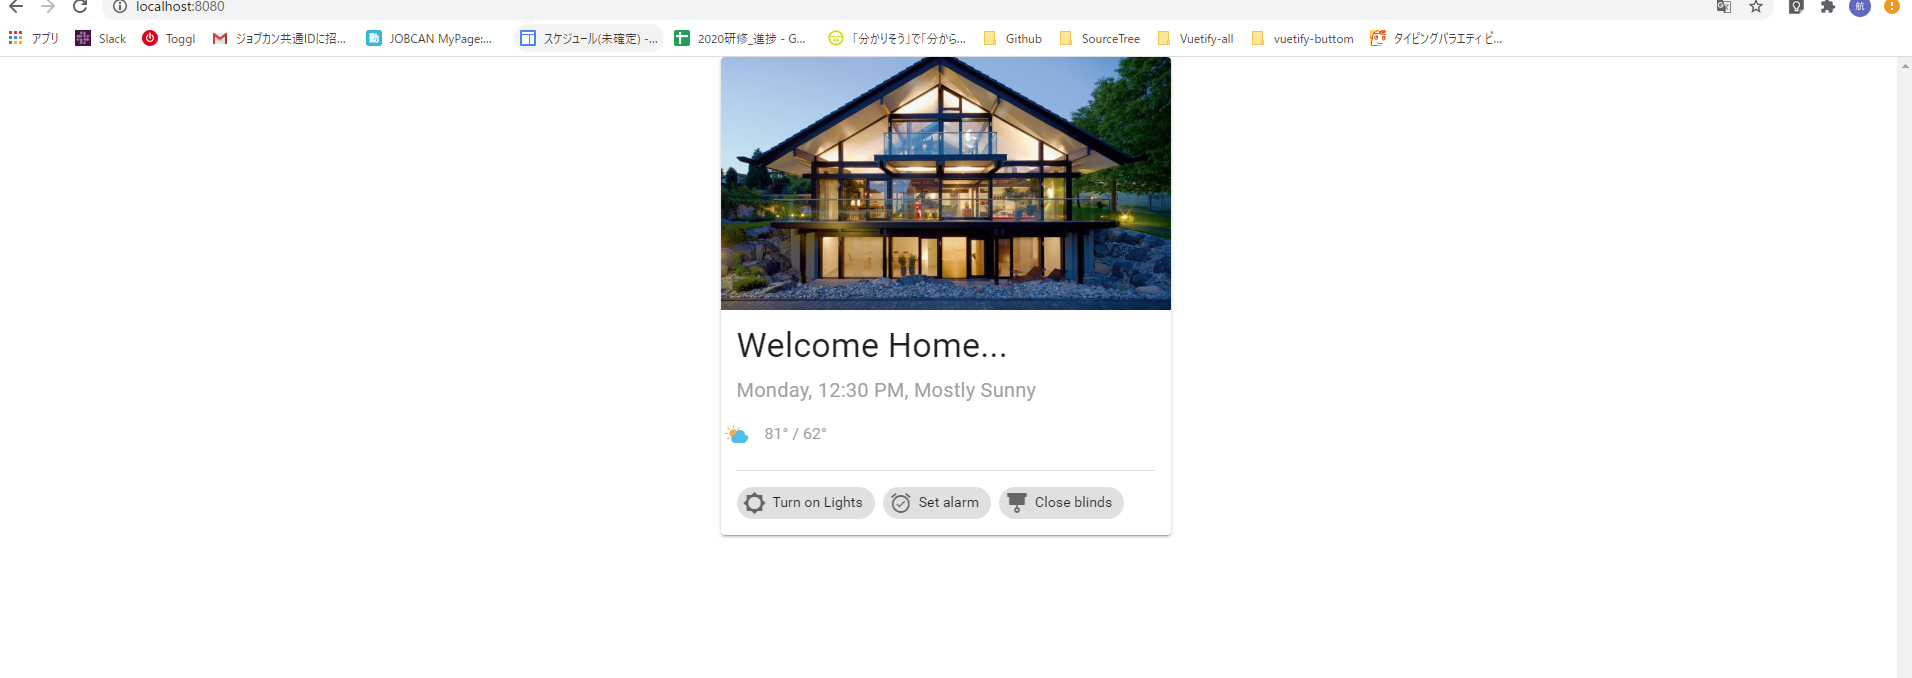 localhost:8080
アプリ Slack Toggl ジョブカン共通IDに招... JOBCAN MyPage:... スケジュール(未確定) -... 2020研修_進捗 - G... 「分かりそう」で「分から... Github SourceTree Vuetify-all vuetify-buttom タイピングバラエティ ビ...
航
Welcome Home...
Monday, 12:30 PM, Mostly Sunny
81° / 62°
Turn on Lights Set alarm Close blinds